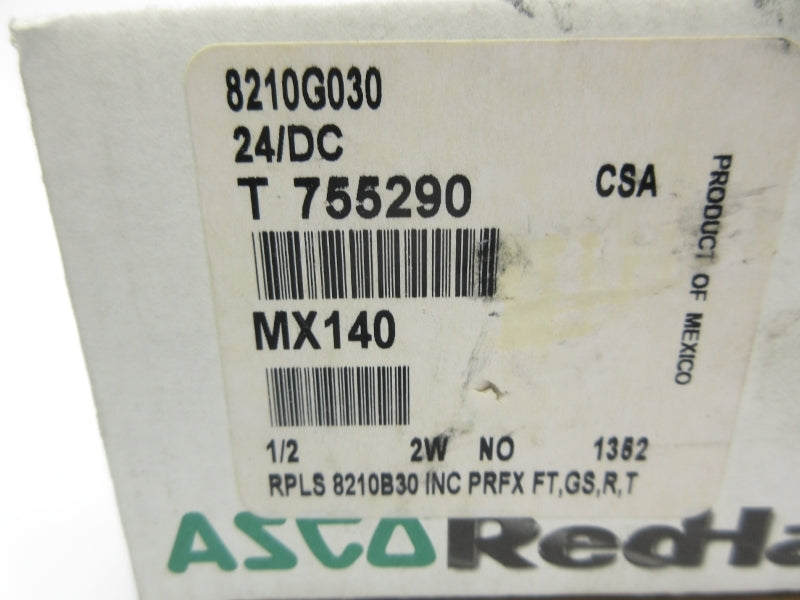 8210G030
24/DC
T 755290
CSA
PRODUCT OF MEXICO
MX140
1/2 2W NO 1352
RPLS 8210B30 INC PRFX FT,GS,R,T
ASCO RedHa